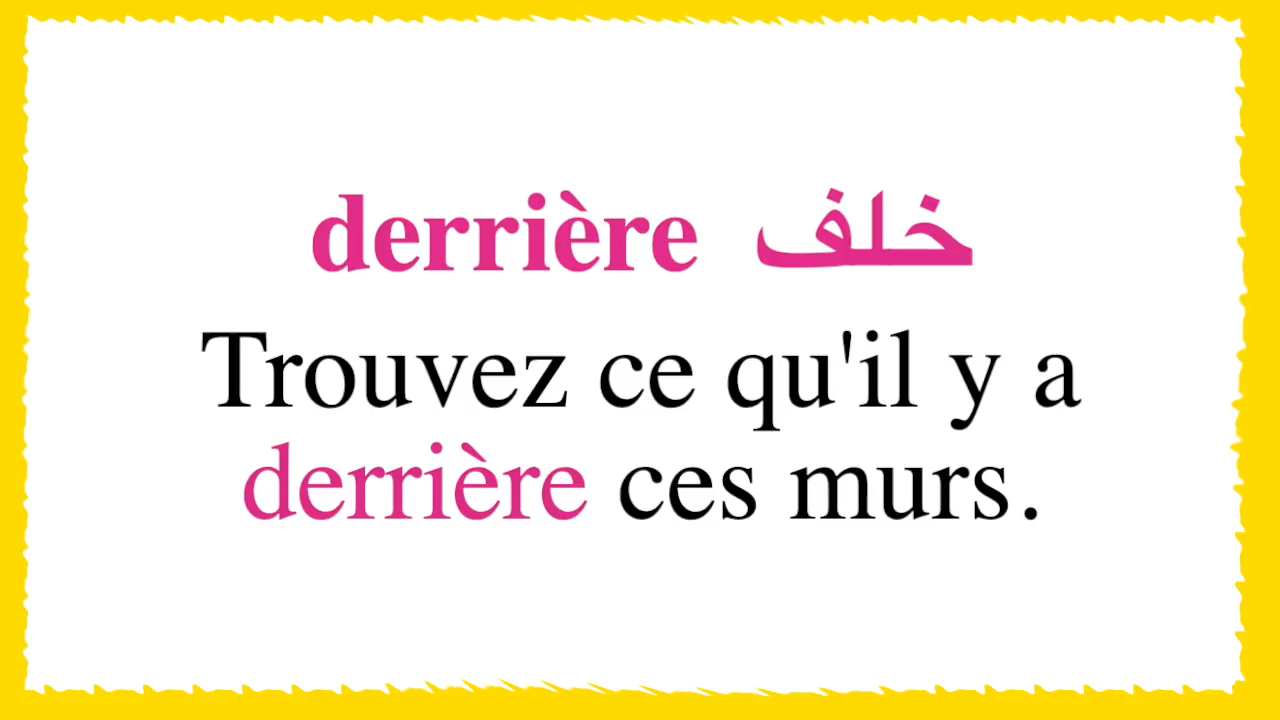 derrière خلف
Trouvez ce qu'il y a
derrière ces murs.